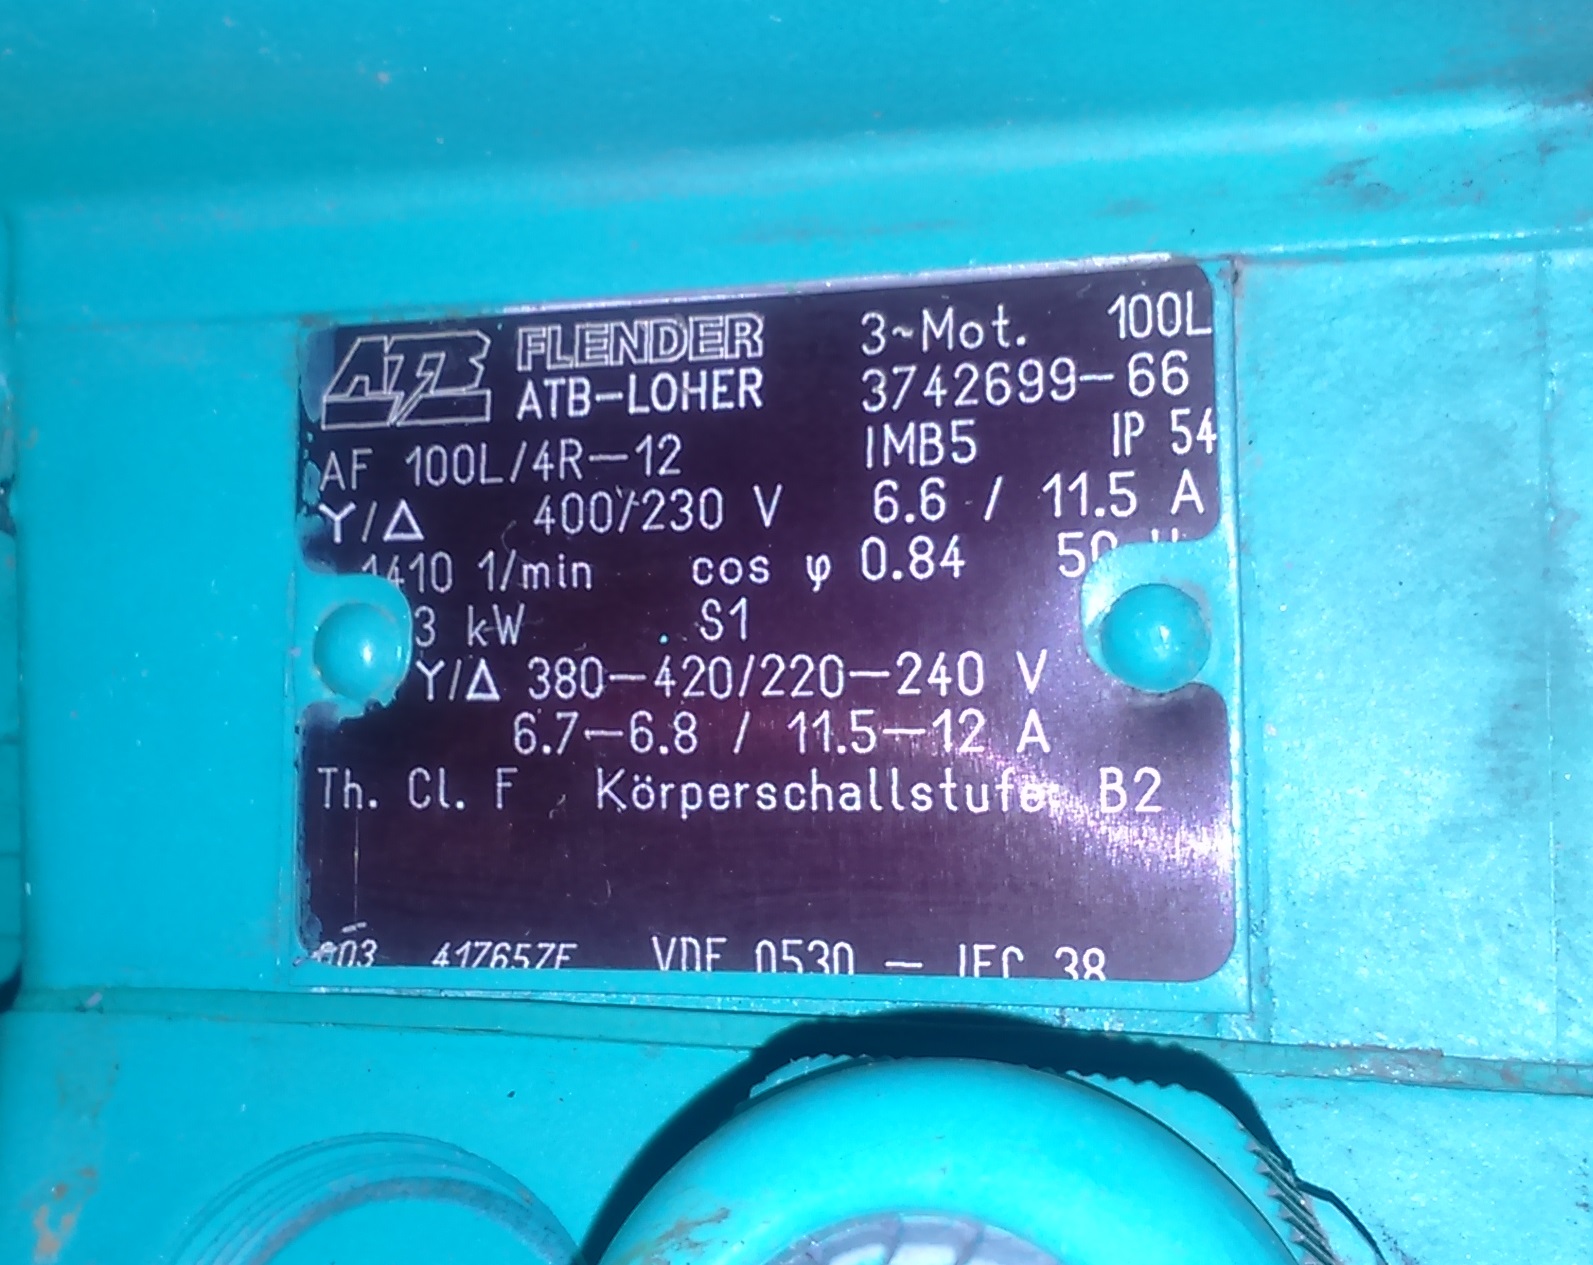 ATB FLENDER 3~Mot. 100L
ATB-LOHER 3742699-66
AF 100L/4R-12 IMB5 IP 54
Y/Δ 400/230 V 6.6 / 11.5 A
1410 1/min cos φ 0.84 50
3 kW S1
Y/Δ 380-420/220-240 V
6.7-6.8 / 11.5-12 A
Th. Cl. F Körperschallstufe B2
417657E VDE 0530 - IEC 38